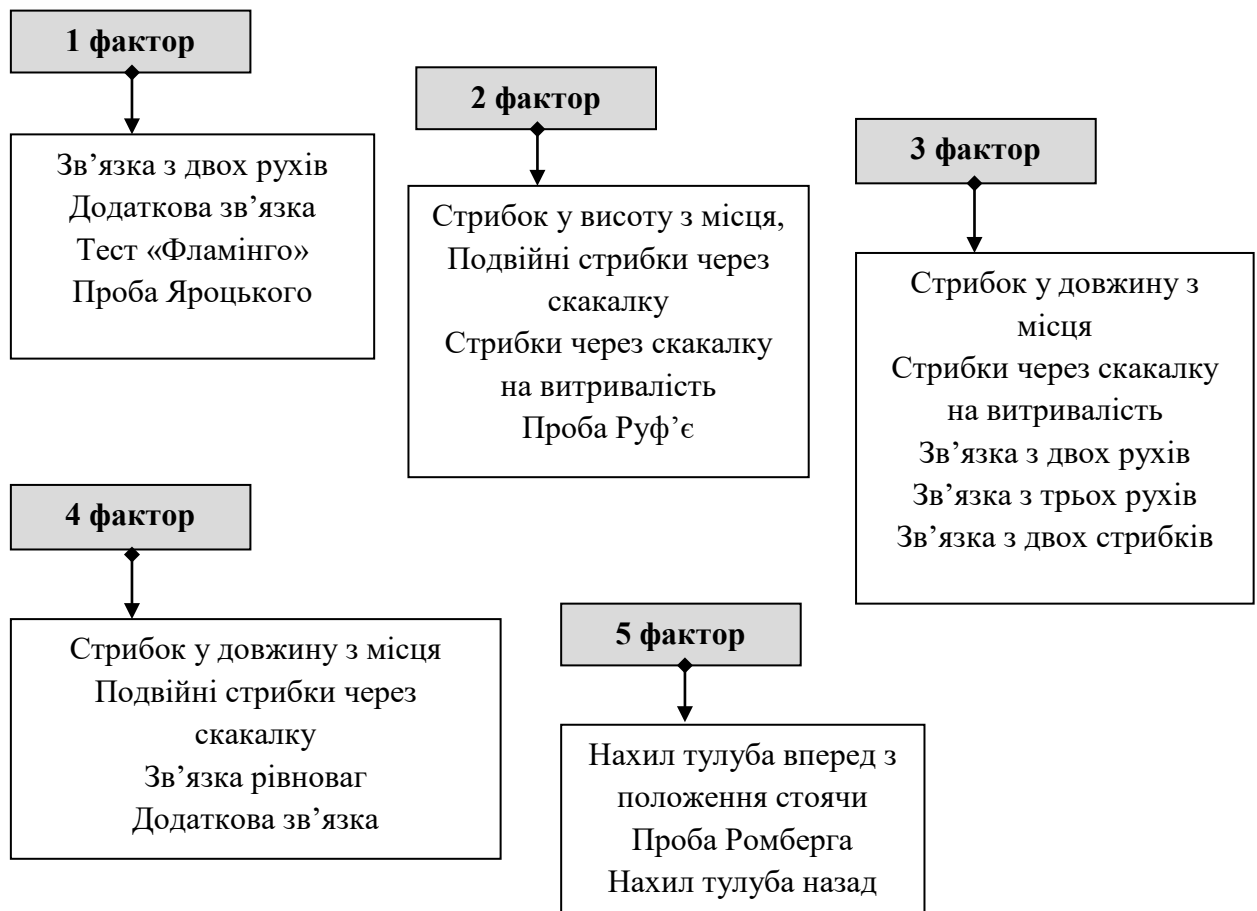 1 фактор
Зв’язка з двох рухів
Додаткова зв’язка
Тест «Фламінго»
Проба Яроцького
2 фактор
Стрибок у висоту з місця,
Подвійні стрибки через
скакалку
Стрибки через скакалку
на витривалість
Проба Руф’є
3 фактор
Стрибок у довжину з
місця
Стрибки через скакалку
на витривалість
Зв’язка з двох рухів
Зв’язка з трьох рухів
Зв’язка з двох стрибків
4 фактор
Стрибок у довжину з місця
Подвійні стрибки через
скакалку
Зв’язка рівноваг
Додаткова зв’язка
5 фактор
Нахил тулуба вперед з
положення стоячи
Проба Ромберга
Нахил тулуба назад